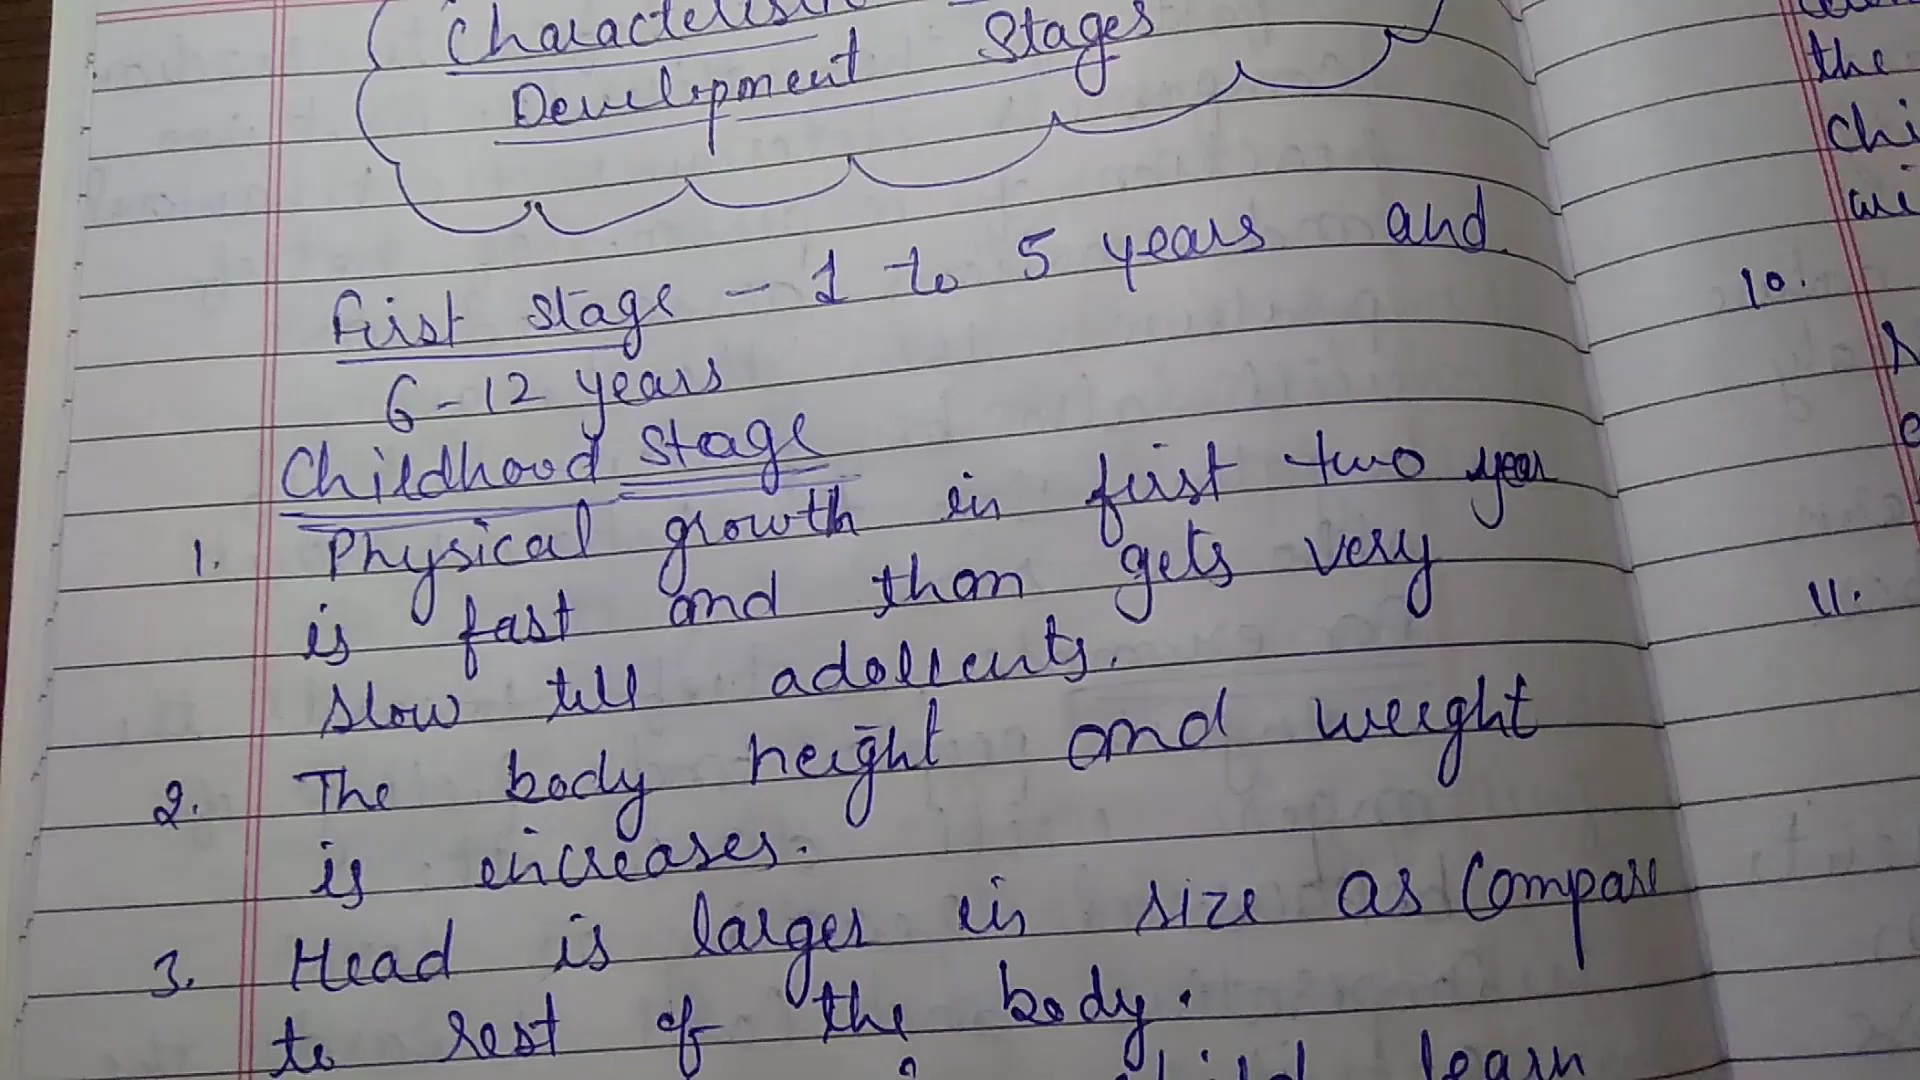 Development Stages
First stage - 1 to 5 years and
6-12 years
Childhood stage
1. Physical growth in first two year
is fast and than gets very
slow till adollents.
2. The body height and weight
is increases.
3. Head is larger in size as compare
to rest of the body.
learn
the
chi
10.
11.